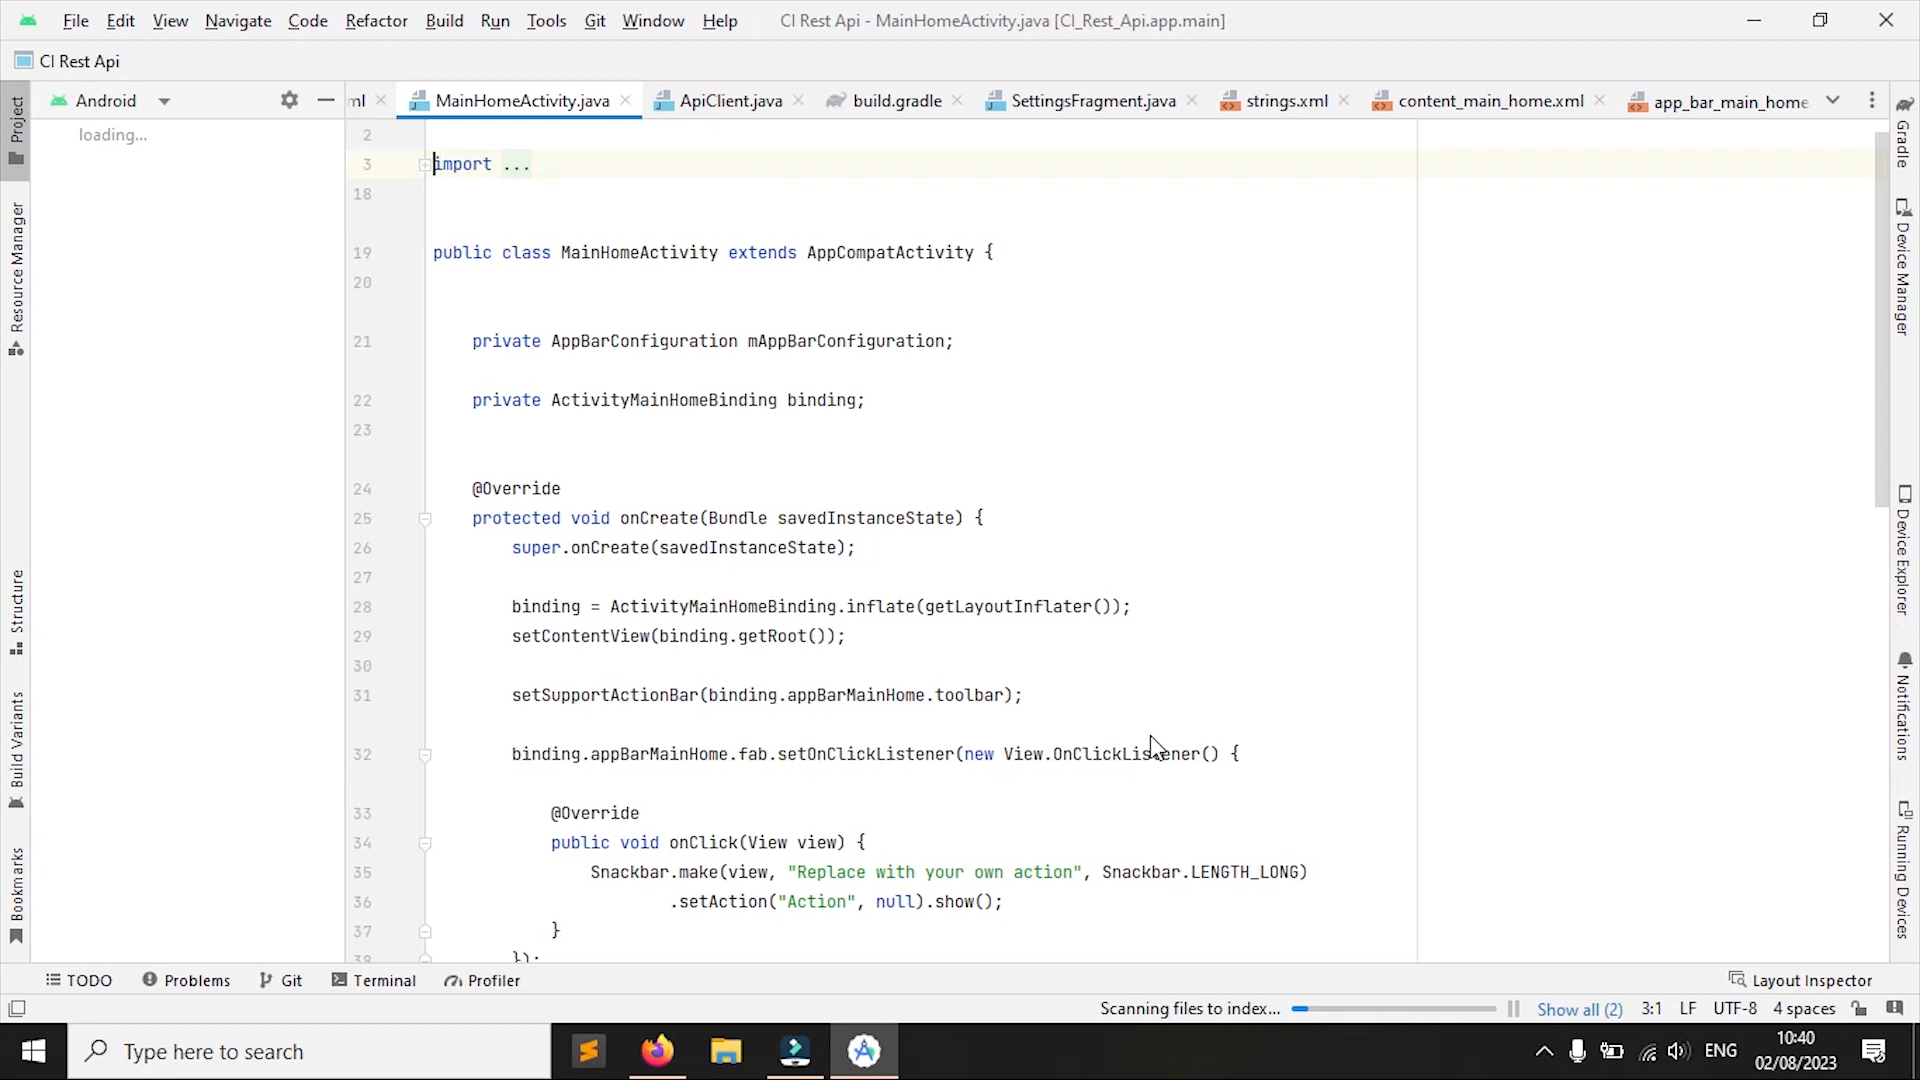 File Edit View Navigate Code Refactor Build Run Tools Git Window Help CI Rest Api - MainHomeActivity.java [CI_Rest_Api.app.main]
CI Rest Api
Android
ml MainHomeActivity.java ApiClient.java build.gradle SettingsFragment.java strings.xml content_main_home.xml app_bar_main_home
loading...
Project
Resource Manager
Structure
Build Variants
Bookmarks
2
3 import ...
18
19 public class MainHomeActivity extends AppCompatActivity {
20
21 private AppBarConfiguration mAppBarConfiguration;
22 private ActivityMainHomeBinding binding;
23
24 @Override
25 protected void onCreate(Bundle savedInstanceState) {
26 super.onCreate(savedInstanceState);
27
28 binding = ActivityMainHomeBinding.inflate(getLayoutInflater());
29 setContentView(binding.getRoot());
30
31 setSupportActionBar(binding.appBarMainHome.toolbar);
32 binding.appBarMainHome.fab.setOnClickListener(new View.OnClickListener() {
33 @Override
34 public void onClick(View view) {
35 Snackbar.make(view, "Replace with your own action", Snackbar.LENGTH_LONG)
36 .setAction("Action", null).show();
37 }
38 });
Gradle
Device Manager
Device Explorer
Notifications
Running Devices
TODO Problems Git Terminal Profiler Layout Inspector
Scanning files to index... Show all (2) 3:1 LF UTF-8 4 spaces
Type here to search ENG 10:40
02/08/2023